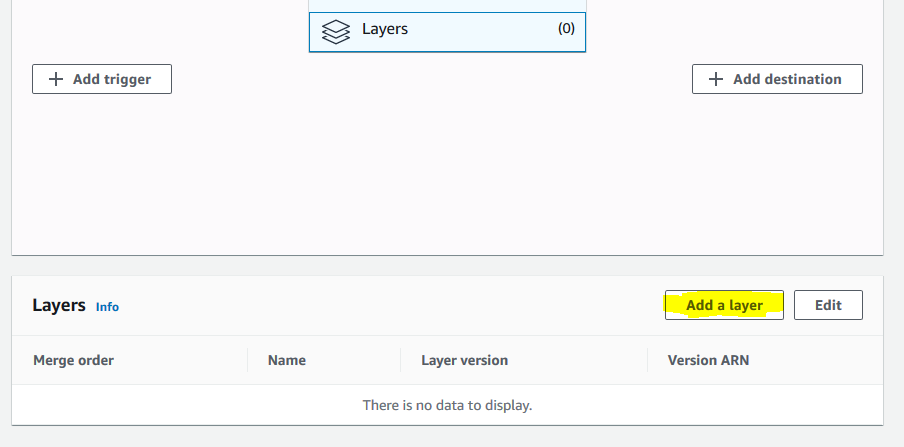 Layers (0)
+ Add trigger + Add destination
Layers Info Add a layer Edit
Merge order Name Layer version Version ARN
There is no data to display.